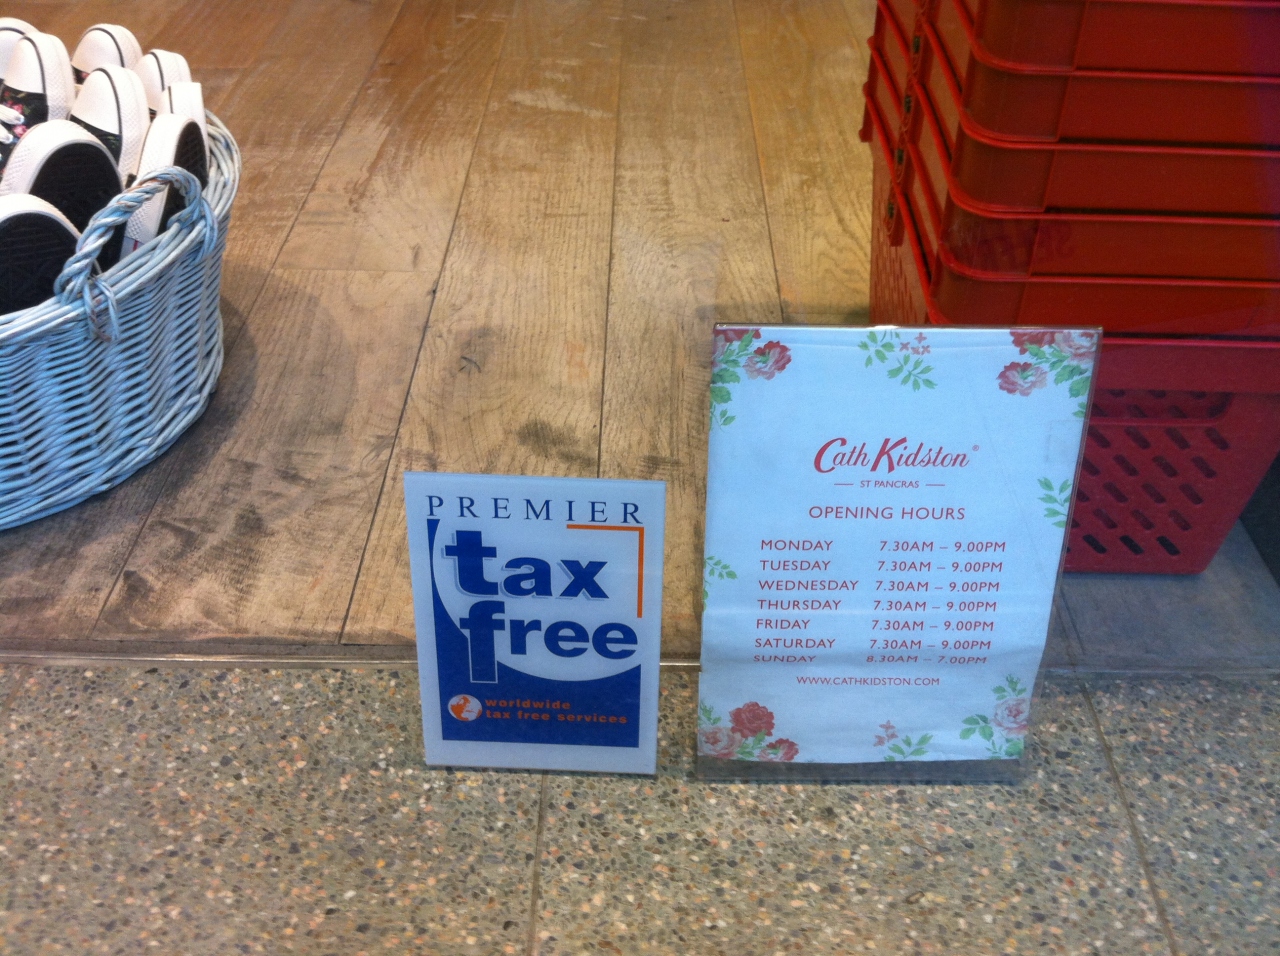 PREMIER
tax
free
worldwide
tax free services
Cath Kidston®
ST PANCRAS
OPENING HOURS
MONDAY 7.30AM – 9.00PM
TUESDAY 7.30AM – 9.00PM
WEDNESDAY 7.30AM – 9.00PM
THURSDAY 7.30AM – 9.00PM
FRIDAY 7.30AM – 9.00PM
SATURDAY 7.30AM – 9.00PM
SUNDAY 8.30AM – 7.00PM
WWW.CATHKIDSTON.COM